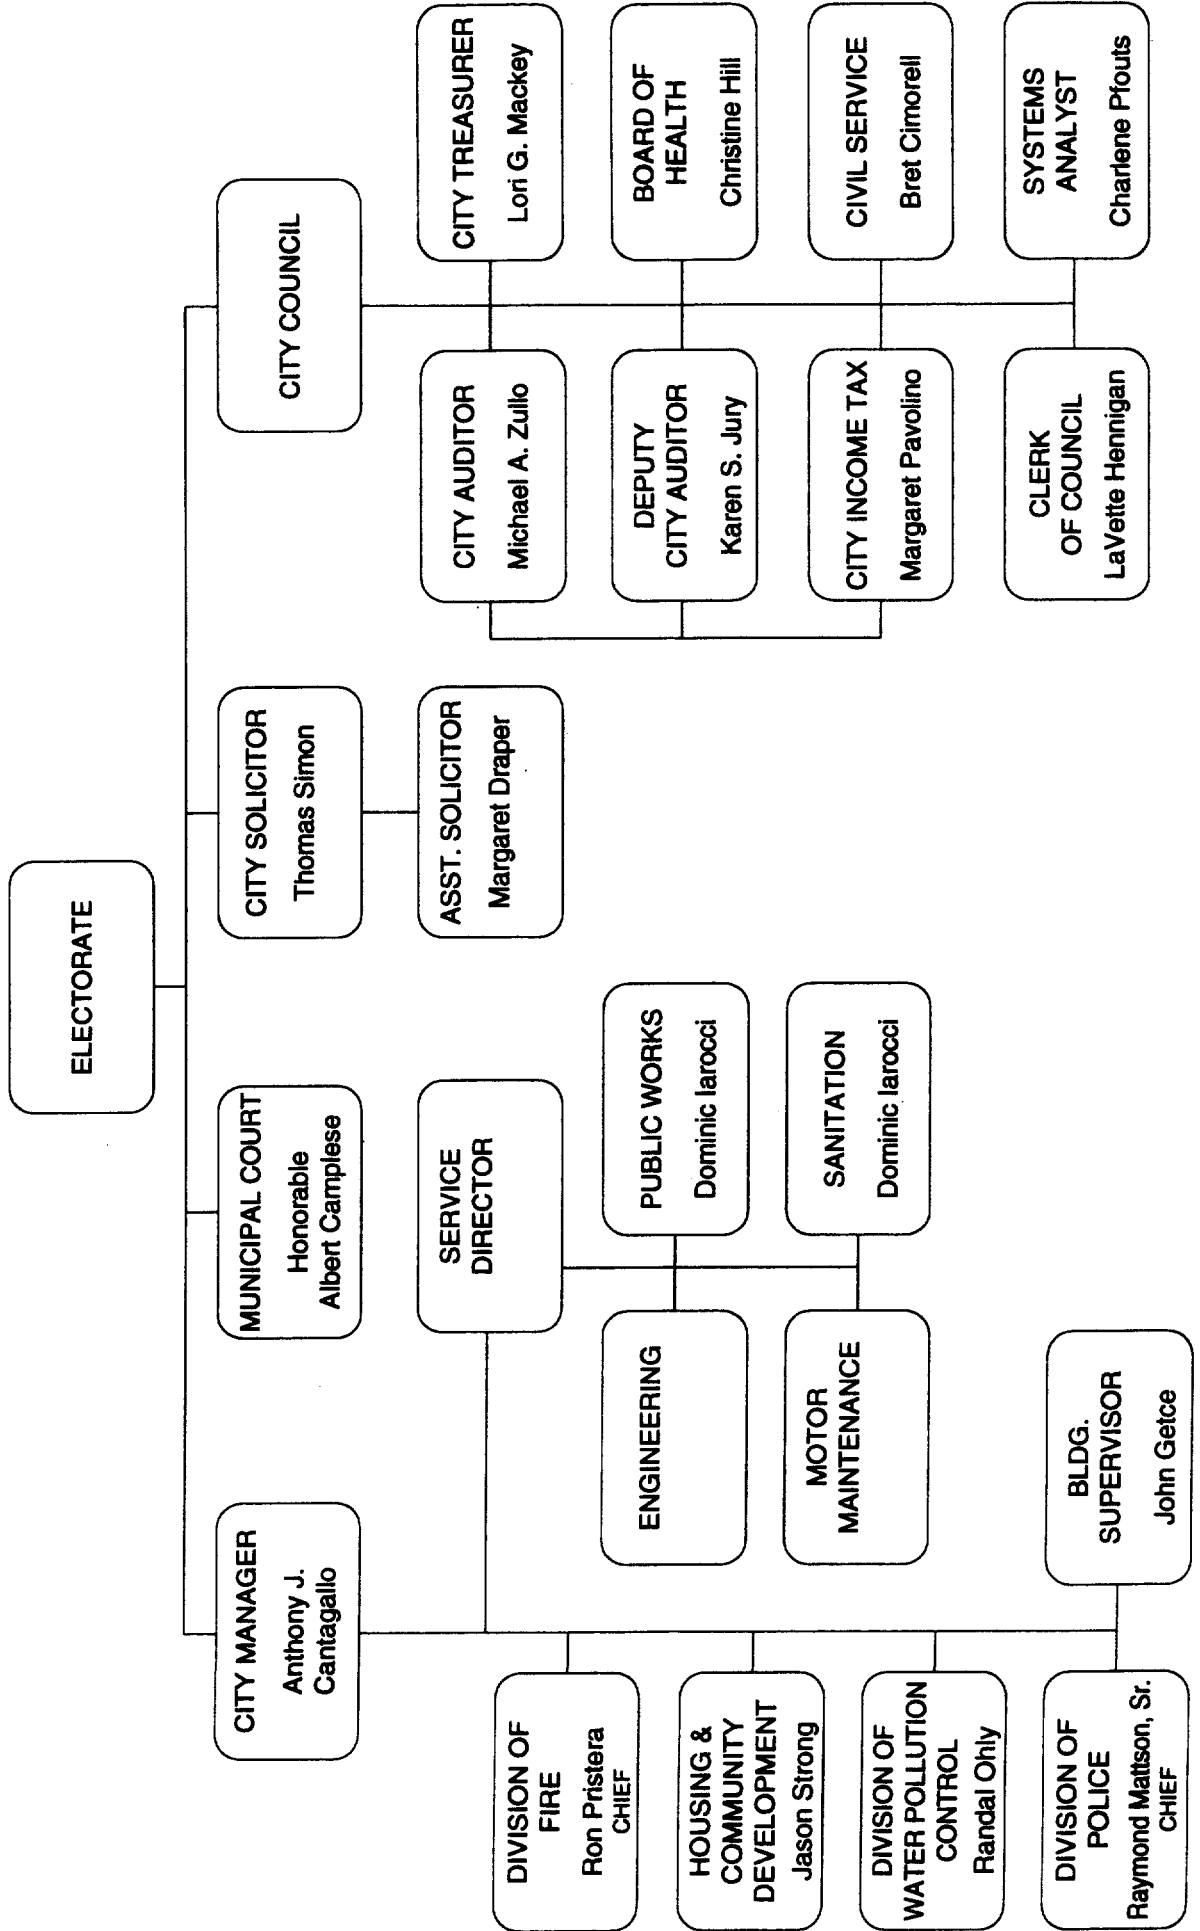 ELECTORATE
CITY MANAGER
Anthony J.
Cantagallo
MUNICIPAL COURT
Honorable
Albert Camplese
CITY SOLICITOR
Thomas Simon
CITY COUNCIL
SERVICE
DIRECTOR
ASST. SOLICITOR
Margaret Draper
CITY AUDITOR
Michael A. Zullo
CITY TREASURER
Lori G. Mackey
DIVISION OF
FIRE
Ron Pristera
CHIEF
ENGINEERING
PUBLIC WORKS
Dominic Iarocci
DEPUTY
CITY AUDITOR
Karen S. Jury
BOARD OF
HEALTH
Christine Hill
HOUSING &
COMMUNITY
DEVELOPMENT
Jason Strong
MOTOR
MAINTENANCE
SANITATION
Dominic Iarocci
CITY INCOME TAX
Margaret Pavolino
CIVIL SERVICE
Bret Cimorell
DIVISION OF
WATER POLLUTION
CONTROL
Randal Ohly
DIVISION OF
POLICE
Raymond Mattson, Sr.
CHIEF
BLDG.
SUPERVISOR
John Getce
CLERK
OF COUNCIL
LaVette Hennigan
SYSTEMS
ANALYST
Charlene Pfouts